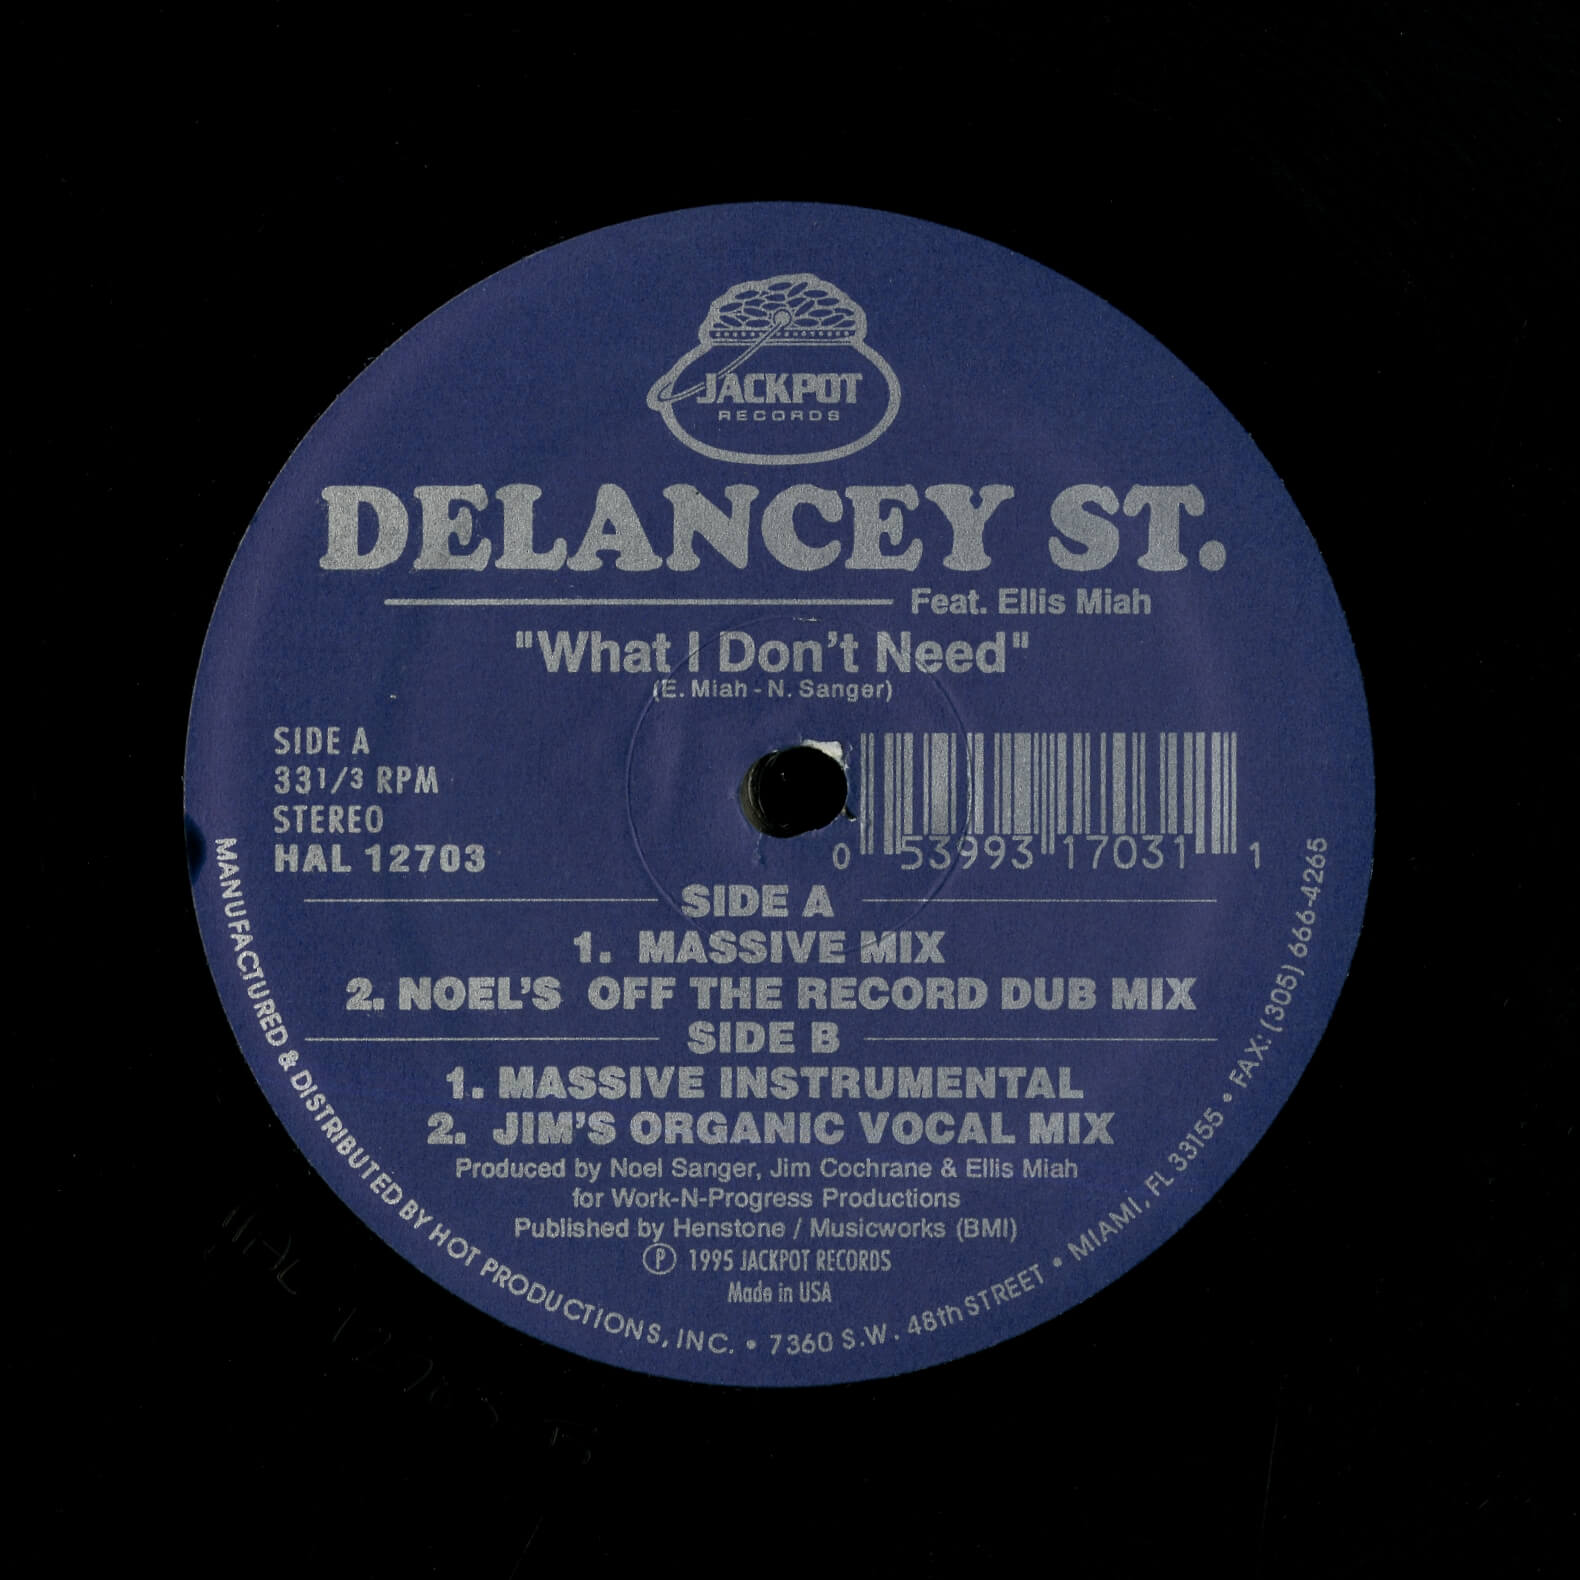 JACKPOT
RECORDS
DELANCEY ST.
Feat. Ellis Miah
"What I Don't Need"
(E. Miah - N. Sanger)
SIDE A
33 1/3 RPM
STEREO
HAL 12703
0 53993 17031 1
SIDE A
1. MASSIVE MIX
2. NOEL'S OFF THE RECORD DUB MIX
SIDE B
1. MASSIVE INSTRUMENTAL
2. JIM'S ORGANIC VOCAL MIX
Produced by Noel Sanger, Jim Cochrane & Ellis Miah
for Work-N-Progress Productions
Published by Henstone / Musicworks (BMI)
Ⓟ 1995 JACKPOT RECORDS
Made in USA
MANUFACTURED & DISTRIBUTED BY HOT PRODUCTIONS, INC. • 7360 S.W. 48th STREET • MIAMI, FL 33155 • FAX: (305) 666-4265